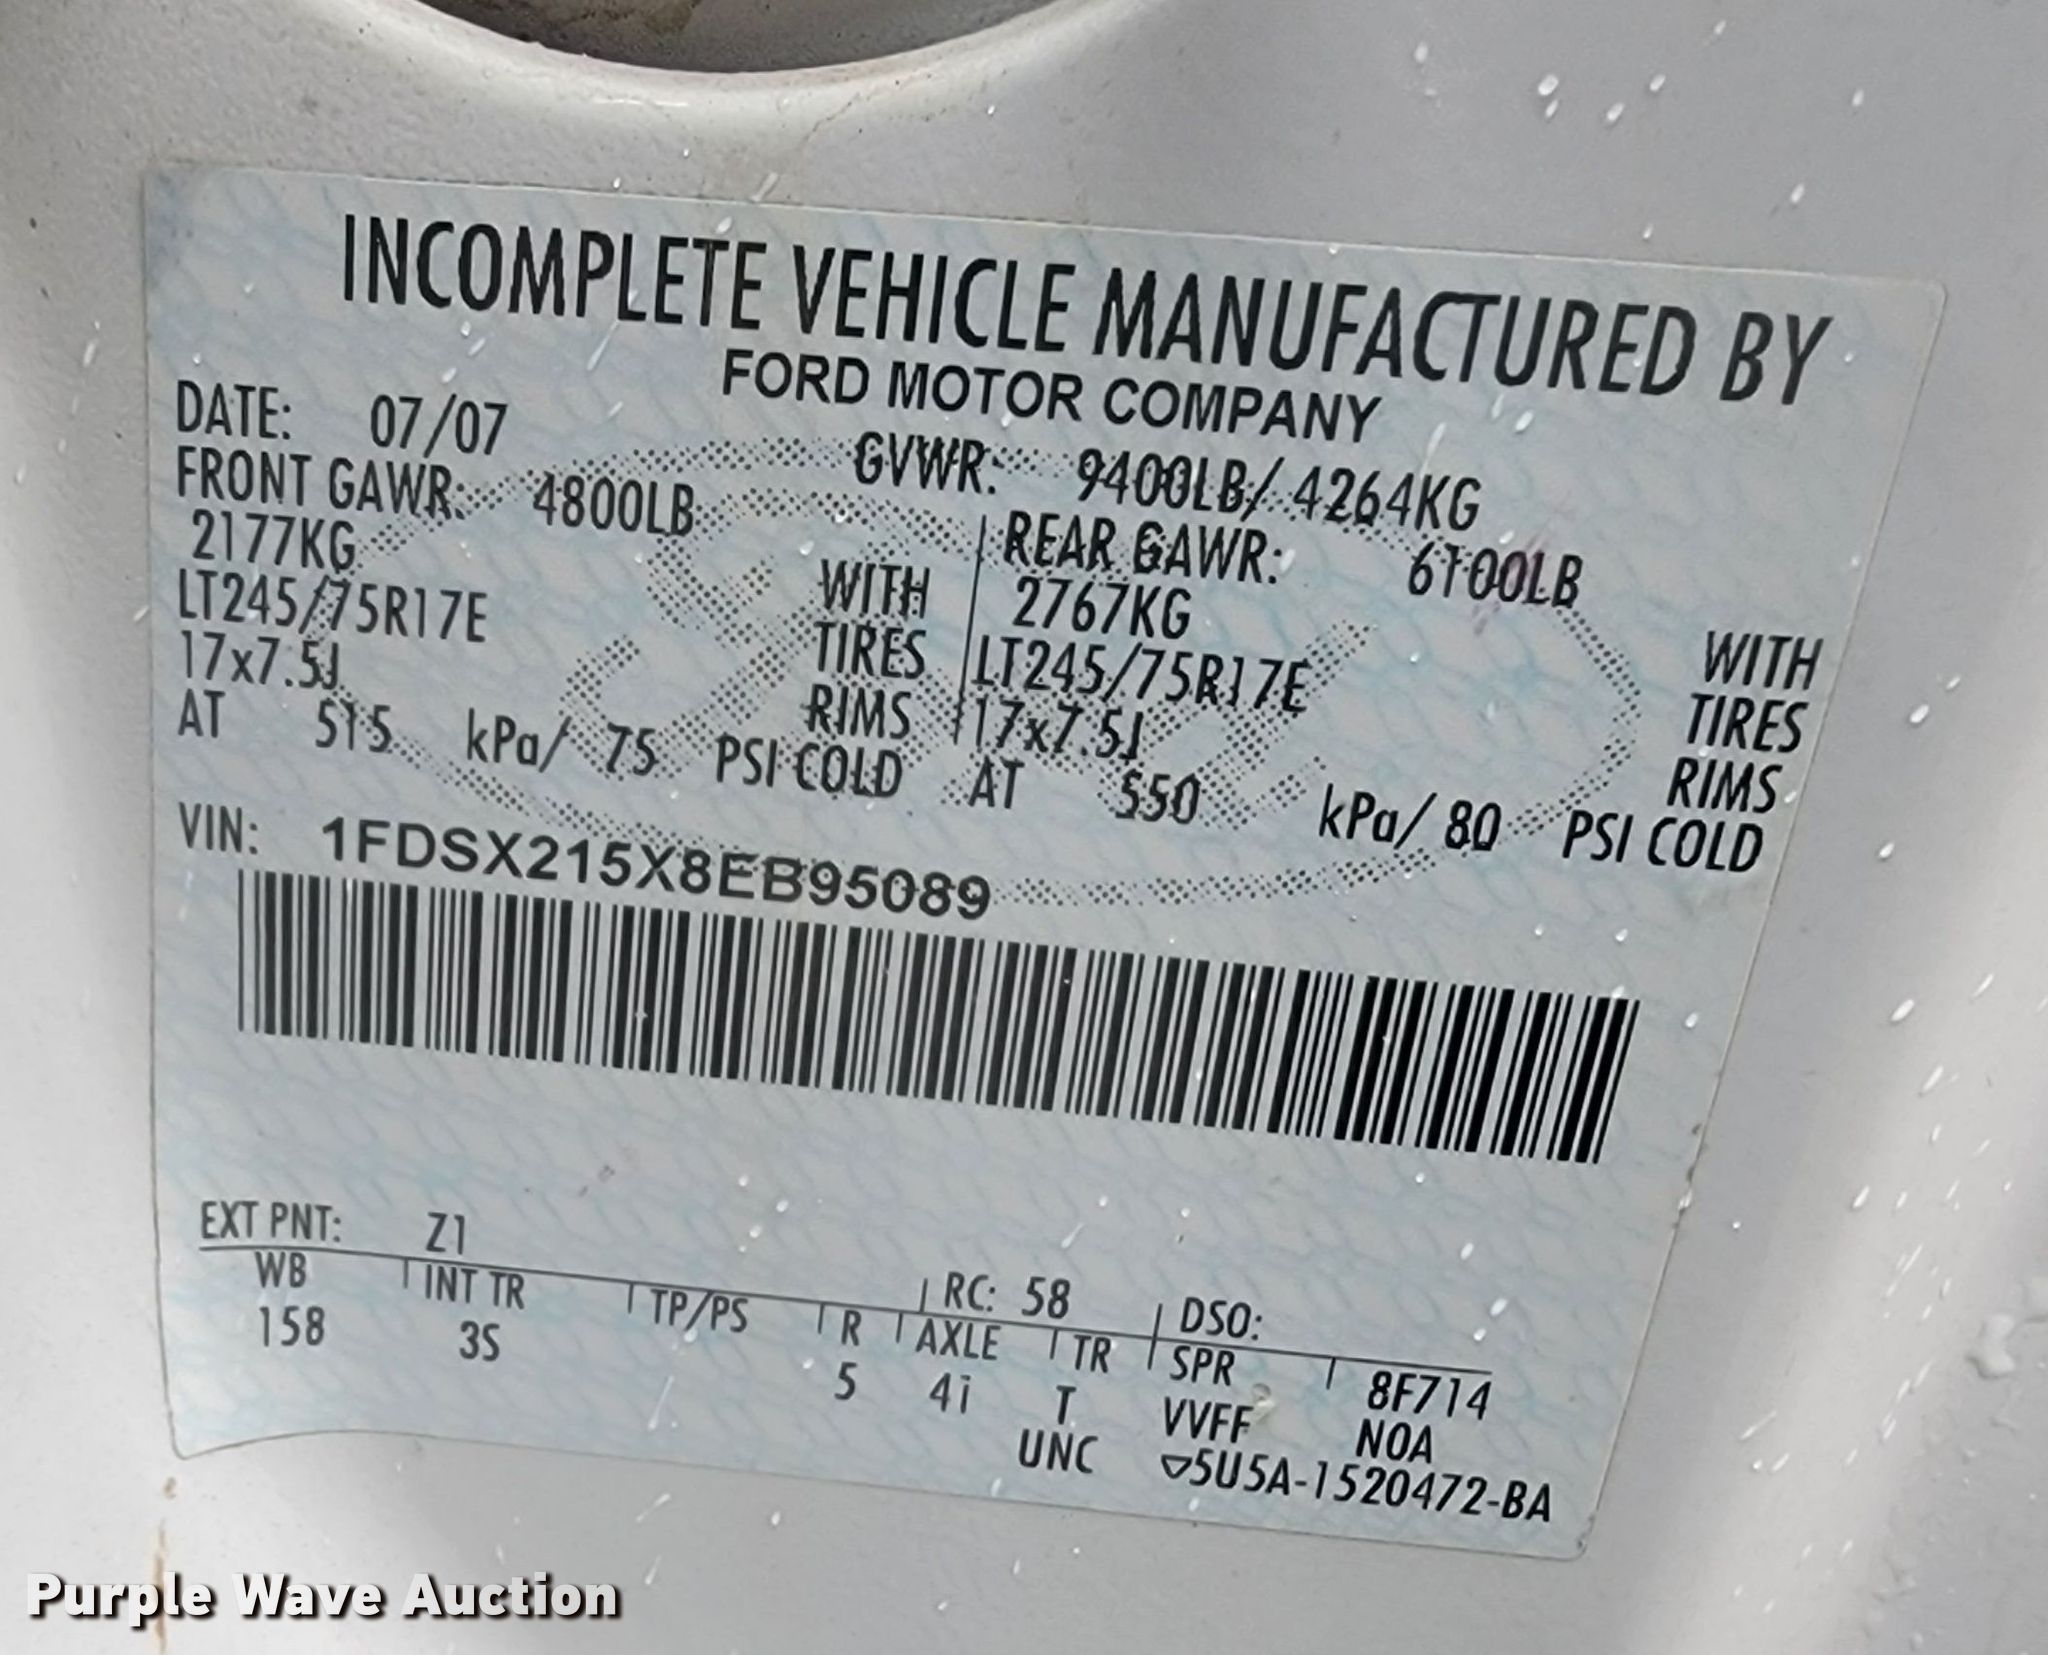 INCOMPLETE VEHICLE MANUFACTURED BY
FORD MOTOR COMPANY
DATE: 07/07 GVWR: 9400LB/ 4264KG
FRONT GAWR: 4800LB REAR GAWR: 6100LB
2177KG WITH 2767KG WITH
LT245/75R17E TIRES LT245/75R17E TIRES
17x7.5J RIMS 17x7.5J RIMS
AT 515 kPa/ 75 PSI COLD AT 550 kPa/ 80 PSI COLD
VIN: 1FDSX215X8EB95089
EXT PNT: Z1 RC: 58 DSO:
WB INT TR TP/PS R AXLE TR SPR 8F714
158 3S 5 4i T VVFF NOA
UNC ▽5U5A-1520472-BA
Purple Wave Auction